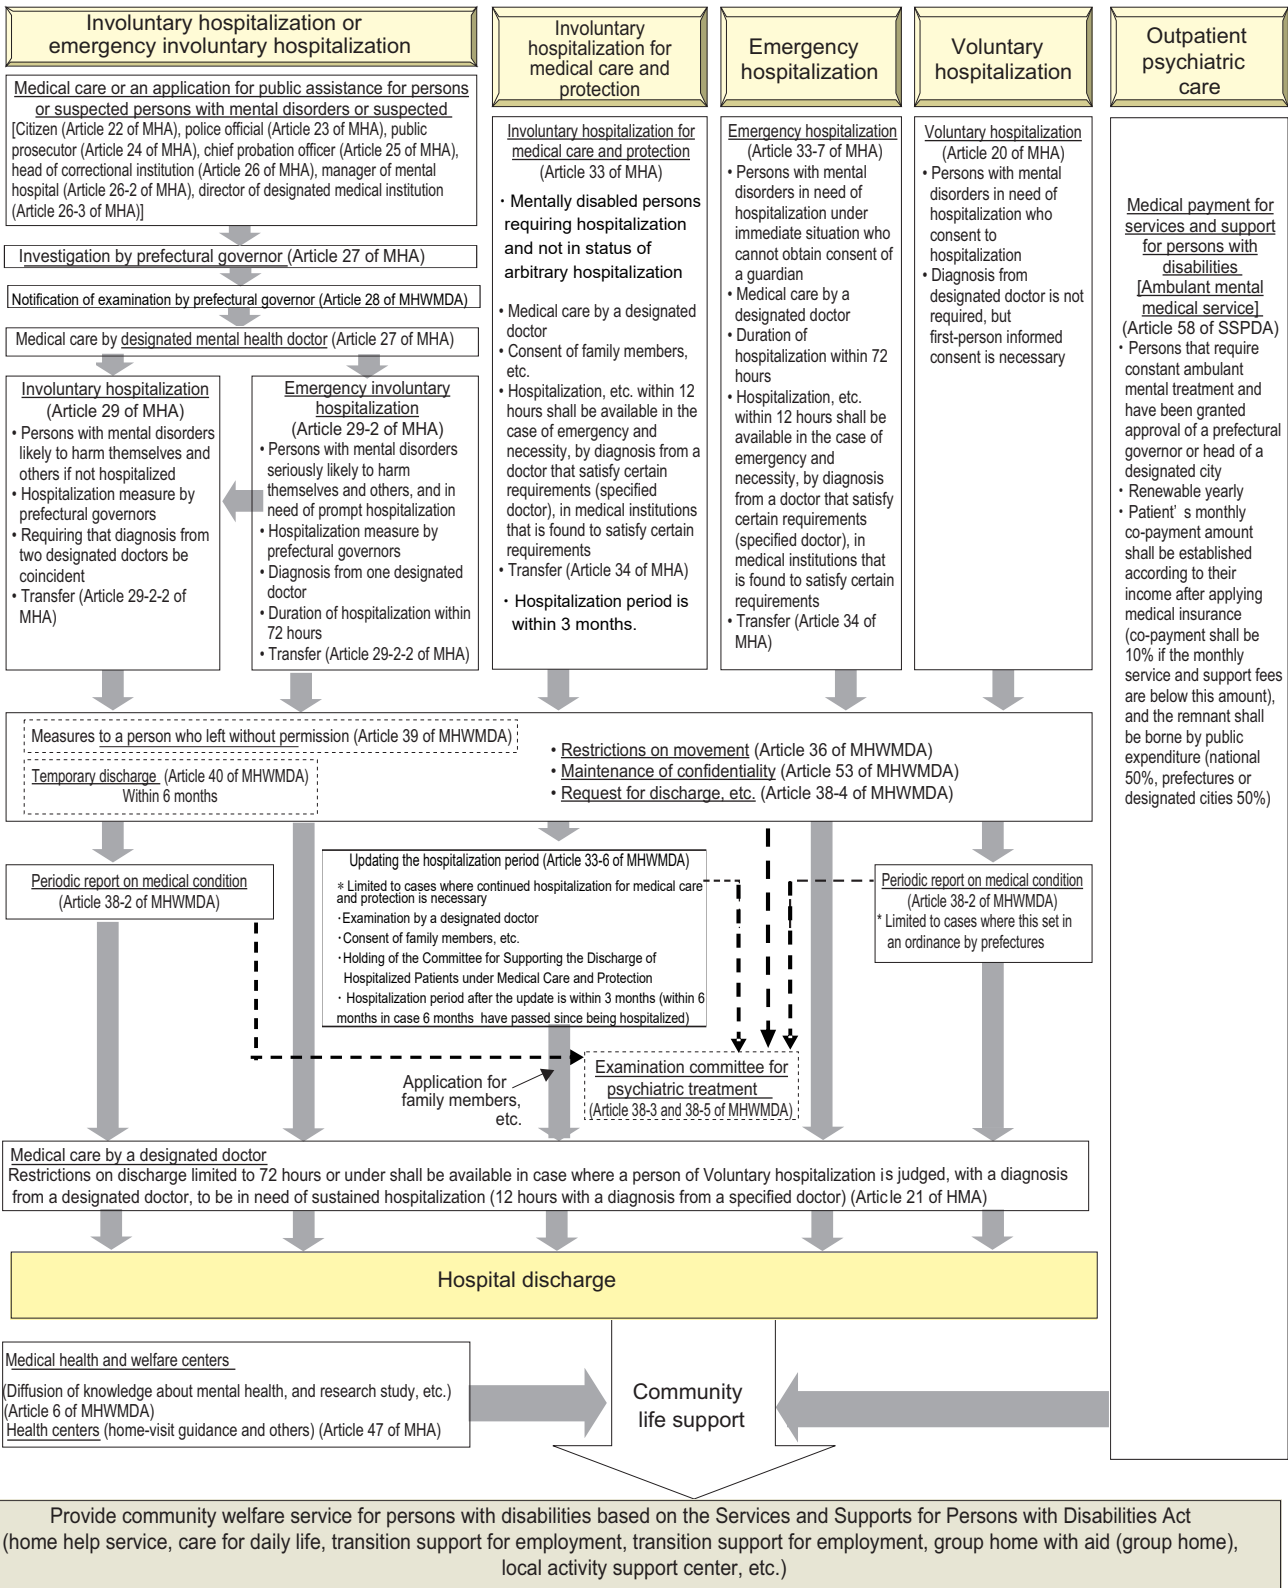 Involuntary hospitalization or
emergency involuntary hospitalization
Involuntary
hospitalization for
medical care and
protection
Emergency
hospitalization
Voluntary
hospitalization
Outpatient
psychiatric
care
Medical care or an application for public assistance for persons
or suspected persons with mental disorders or suspected
[Citizen (Article 22 of MHA), police official (Article 23 of MHA), public
prosecutor (Article 24 of MHA), chief probation officer (Article 25 of MHA),
head of correctional institution (Article 26 of MHA), manager of mental
hospital (Article 26-2 of MHA), director of designated medical institution
(Article 26-3 of MHA)]
Investigation by prefectural governor (Article 27 of MHA)
Notification of examination by prefectural governor (Article 28 of MHWMDA)
Medical care by designated mental health doctor (Article 27 of MHA)
Involuntary hospitalization
(Article 29 of MHA)
• Persons with mental disorders
likely to harm themselves and
others if not hospitalized
• Hospitalization measure by
prefectural governors
• Requiring that diagnosis from
two designated doctors be
coincident
• Transfer (Article 29-2-2 of
MHA)
Emergency involuntary
hospitalization
(Article 29-2 of MHA)
• Persons with mental disorders
seriously likely to harm
themselves and others, and in
need of prompt hospitalization
• Hospitalization measure by
prefectural governors
• Diagnosis from one designated
doctor
• Duration of hospitalization within
72 hours
• Transfer (Article 29-2-2 of MHA)
Involuntary hospitalization for
medical care and protection
(Article 33 of MHA)
・Mentally disabled persons
requiring hospitalization
and not in status of
arbitrary hospitalization
• Medical care by a designated
doctor
• Consent of family members,
etc.
• Hospitalization, etc. within 12
hours shall be available in the
case of emergency and
necessity, by diagnosis from a
doctor that satisfy certain
requirements (specified
doctor), in medical institutions
that is found to satisfy certain
requirements
• Transfer (Article 34 of MHA)
・Hospitalization period is
within 3 months.
Emergency hospitalization
(Article 33-7 of MHA)
• Persons with mental
disorders in need of
hospitalization under
immediate situation who
cannot obtain consent of
a guardian
• Medical care by a
designated doctor
• Duration of
hospitalization within 72
hours
• Hospitalization, etc.
within 12 hours shall be
available in the case of
emergency and
necessity, by diagnosis
from a doctor that satisfy
certain requirements
(specified doctor), in
medical institutions that
is found to satisfy certain
requirements
• Transfer (Article 34 of
MHA)
Voluntary hospitalization
(Article 20 of MHA)
• Persons with mental
disorders in need of
hospitalization who
consent to
hospitalization
• Diagnosis from
designated doctor is not
required, but
first-person informed
consent is necessary
Medical payment for
services and support
for persons with
disabilities
[Ambulant mental
medical service]
(Article 58 of SSPDA)
• Persons that require
constant ambulant
mental treatment and
have been granted
approval of a prefectural
governor or head of a
designated city
• Renewable yearly
• Patient’s monthly
co-payment amount
shall be established
according to their
income after applying
medical insurance
(co-payment shall be
10% if the monthly
service and support fees
are below this amount),
and the remnant shall
be borne by public
expenditure (national
50%, prefectures or
designated cities 50%)
Measures to a person who left without permission (Article 39 of MHWMDA)
Temporary discharge (Article 40 of MHWMDA)
Within 6 months
• Restrictions on movement (Article 36 of MHWMDA)
• Maintenance of confidentiality (Article 53 of MHWMDA)
• Request for discharge, etc. (Article 38-4 of MHWMDA)
Periodic report on medical condition
(Article 38-2 of MHWMDA)
Updating the hospitalization period (Article 33-6 of MHWMDA)
* Limited to cases where continued hospitalization for medical care
and protection is necessary
・Examination by a designated doctor
・Consent of family members, etc.
・Holding of the Committee for Supporting the Discharge of
Hospitalized Patients under Medical Care and Protection
・Hospitalization period after the update is within 3 months (within 6
months in case 6 months have passed since being hospitalized)
Periodic report on medical condition
(Article 38-2 of MHWMDA)
* Limited to cases where this set in
an ordinance by prefectures
Application for
family members,
etc.
Examination committee for
psychiatric treatment
(Article 38-3 and 38-5 of MHWMDA)
Medical care by a designated doctor
Restrictions on discharge limited to 72 hours or under shall be available in case where a person of Voluntary hospitalization is judged, with a diagnosis
from a designated doctor, to be in need of sustained hospitalization (12 hours with a diagnosis from a specified doctor) (Article 21 of HMA)
Hospital discharge
Medical health and welfare centers
(Diffusion of knowledge about mental health, and research study, etc.)
(Article 6 of MHWMDA)
Health centers (home-visit guidance and others) (Article 47 of MHA)
Community
life support
Provide community welfare service for persons with disabilities based on the Services and Supports for Persons with Disabilities Act
(home help service, care for daily life, transition support for employment, transition support for employment, group home with aid (group home),
local activity support center, etc.)